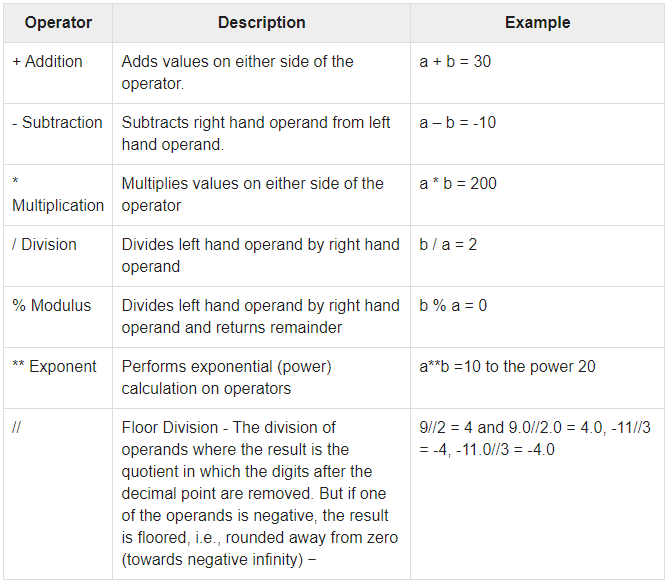 Operator Description Example
+ Addition Adds values on either side of the a + b = 30
operator.
- Subtraction Subtracts right hand operand from left a – b = -10
hand operand.
* Multiplies values on either side of the a * b = 200
Multiplication operator
/ Division Divides left hand operand by right hand b / a = 2
operand
% Modulus Divides left hand operand by right hand b % a = 0
operand and returns remainder
** Exponent Performs exponential (power) a**b =10 to the power 20
calculation on operators
// Floor Division - The division of 9//2 = 4 and 9.0//2.0 = 4.0, -11//3
operands where the result is the = -4, -11.0//3 = -4.0
quotient in which the digits after the
decimal point are removed. But if one
of the operands is negative, the result
is floored, i.e., rounded away from zero
(towards negative infinity) −